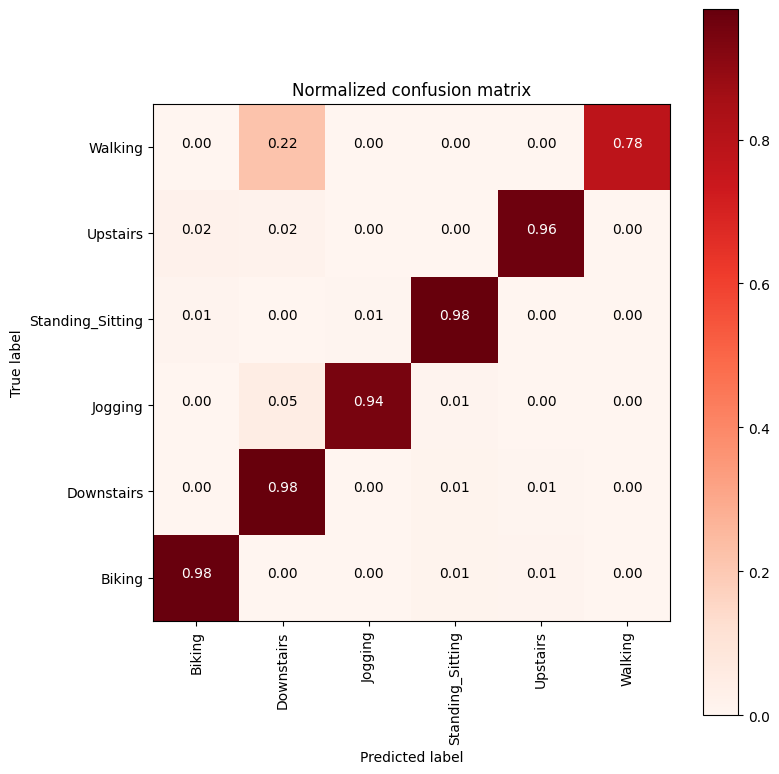 Normalized confusion matrix
True label
Walking 0.00 0.22 0.00 0.00 0.00 0.78
Upstairs 0.02 0.02 0.00 0.00 0.96 0.00
Standing_Sitting 0.01 0.00 0.01 0.98 0.00 0.00
Jogging 0.00 0.05 0.94 0.01 0.00 0.00
Downstairs 0.00 0.98 0.00 0.01 0.01 0.00
Biking 0.98 0.00 0.00 0.01 0.01 0.00
Biking Downstairs Jogging Standing_Sitting Upstairs Walking
Predicted label
0.8
0.6
0.4
0.2
0.0